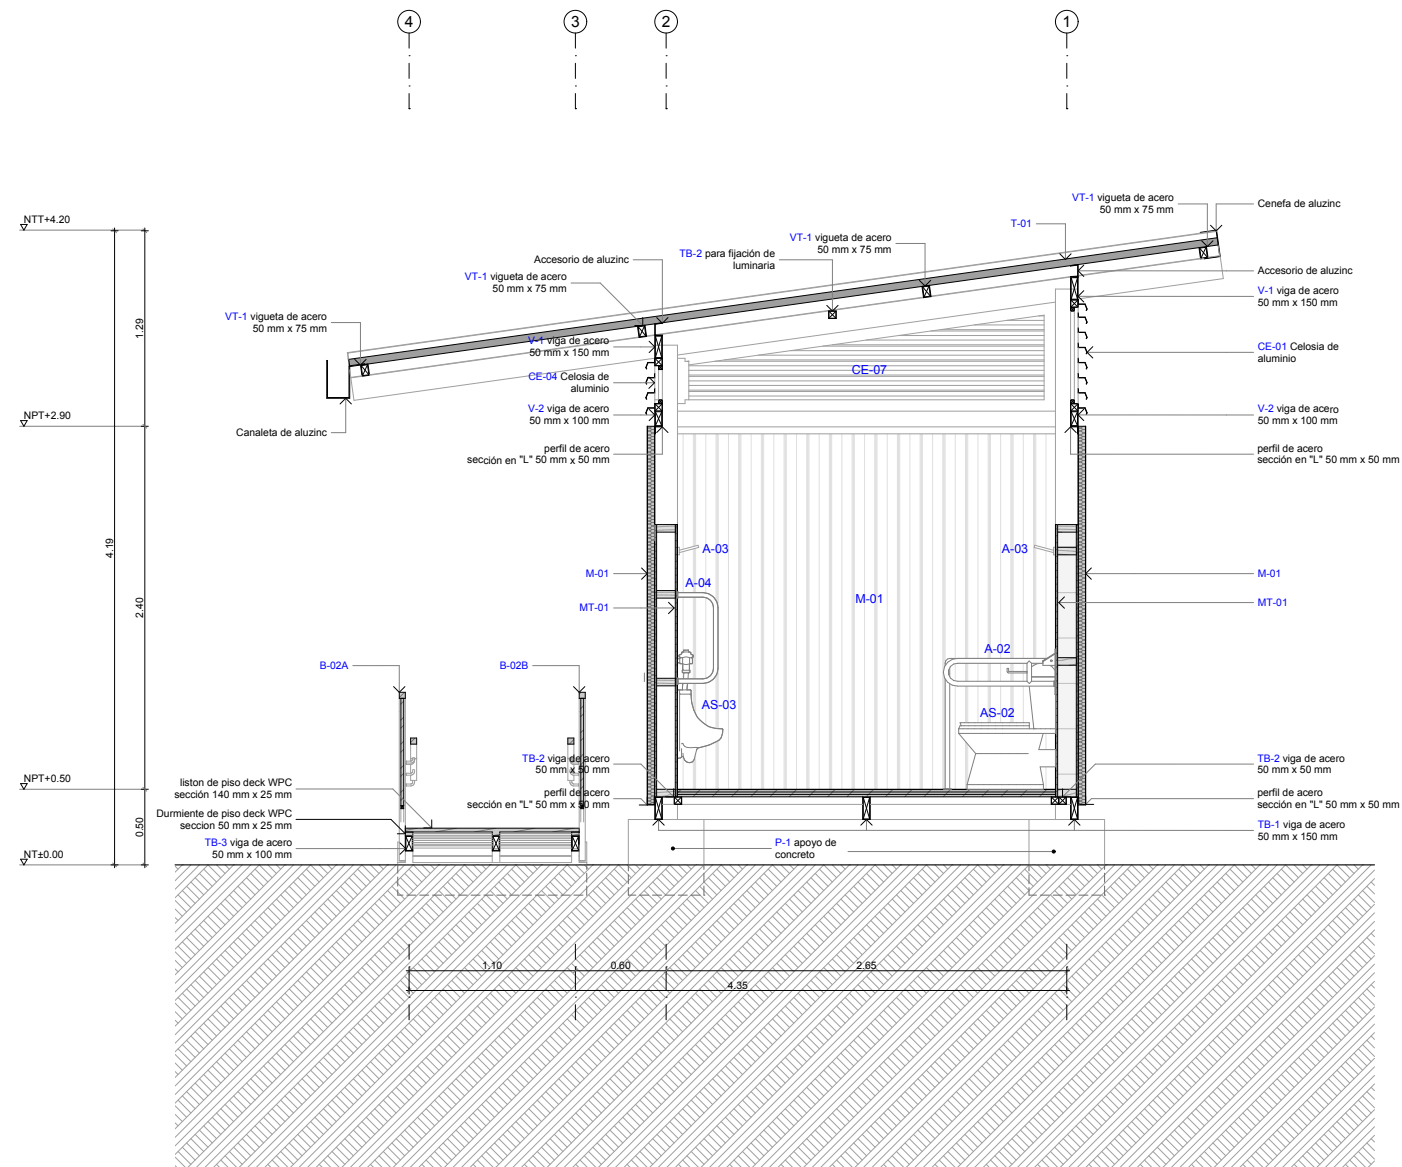 4
3
2
1
VT-1 vigueta de acero
50 mm x 75 mm
Cenefa de aluzinc
NTT+4.20
T-01
VT-1 vigueta de acero
50 mm x 75 mm
TB-2 para fijación de
luminaria
Accesorio de aluzinc
Accesorio de aluzinc
VT-1 vigueta de acero
50 mm x 75 mm
V-1 viga de acero
50 mm x 150 mm
VT-1 vigueta de acero
50 mm x 75 mm
1.29
V-1 viga de acero
50 mm x 150 mm
CE-01 Celosia de
aluminio
CE-07
CE-04 Celosia de
aluminio
NPT+2.90
V-2 viga de acero
50 mm x 100 mm
V-2 viga de acero
50 mm x 100 mm
Canaleta de aluzinc
perfil de acero
sección en "L" 50 mm x 50 mm
perfil de acero
sección en "L" 50 mm x 50 mm
4.19
A-03
A-03
M-01
A-04
M-01
MT-01
M-01
MT-01
2.40
A-02
B-02A
B-02B
AS-03
AS-02
TB-2 viga de acero
50 mm x 50 mm
TB-2 viga de acero
50 mm x 50 mm
NPT+0.50
liston de piso deck WPC
sección 140 mm x 25 mm
perfil de acero
sección en "L" 50 mm x 50 mm
perfil de acero
sección en "L" 50 mm x 50 mm
Durmiente de piso deck WPC
seccion 50 mm x 25 mm
0.50
TB-1 viga de acero
50 mm x 150 mm
TB-3 viga de acero
50 mm x 100 mm
P-1 apoyo de
concreto
NT±0.00
1.10
0.60
2.65
4.35